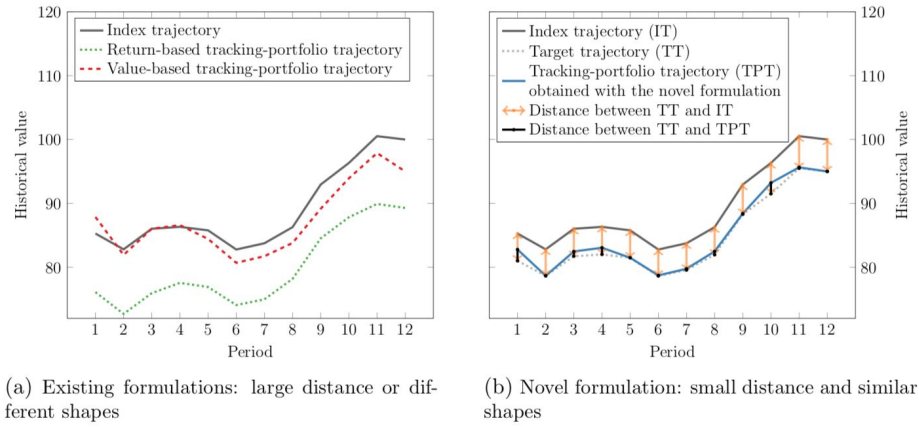 120
110
100
90
80
Historical value
Index trajectory
Return-based tracking-portfolio trajectory
Value-based tracking-portfolio trajectory
1 2 3 4 5 6 7 8 9 10 11 12
Period
(a) Existing formulations: large distance or dif-
ferent shapes
Index trajectory (IT)
Target trajectory (TT)
Tracking-portfolio trajectory (TPT)
obtained with the novel formulation
Distance between TT and IT
Distance between TT and TPT
120
110
100
90
80
Historical value
1 2 3 4 5 6 7 8 9 10 11 12
Period
(b) Novel formulation: small distance and similar
shapes